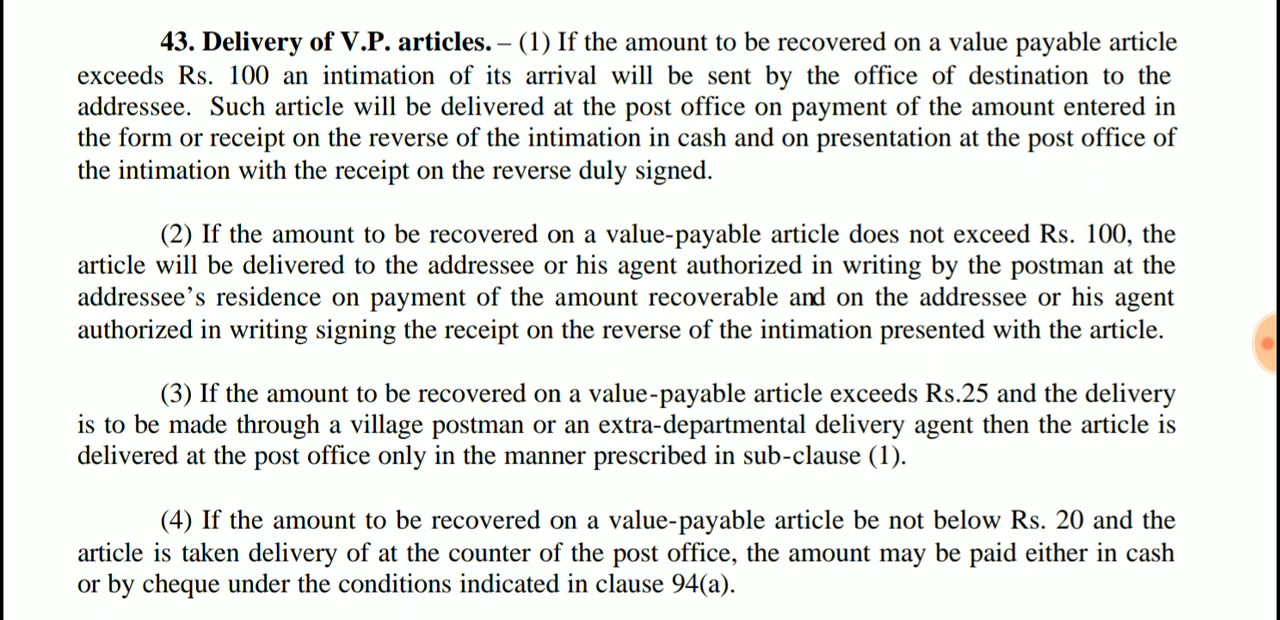 43. Delivery of V.P. articles. – (1) If the amount to be recovered on a value payable article
exceeds Rs. 100 an intimation of its arrival will be sent by the office of destination to the
addressee. Such article will be delivered at the post office on payment of the amount entered in
the form or receipt on the reverse of the intimation in cash and on presentation at the post office of
the intimation with the receipt on the reverse duly signed.
(2) If the amount to be recovered on a value-payable article does not exceed Rs. 100, the
article will be delivered to the addressee or his agent authorized in writing by the postman at the
addressee’s residence on payment of the amount recoverable and on the addressee or his agent
authorized in writing signing the receipt on the reverse of the intimation presented with the article.
(3) If the amount to be recovered on a value-payable article exceeds Rs.25 and the delivery
is to be made through a village postman or an extra-departmental delivery agent then the article is
delivered at the post office only in the manner prescribed in sub-clause (1).
(4) If the amount to be recovered on a value-payable article be not below Rs. 20 and the
article is taken delivery of at the counter of the post office, the amount may be paid either in cash
or by cheque under the conditions indicated in clause 94(a).